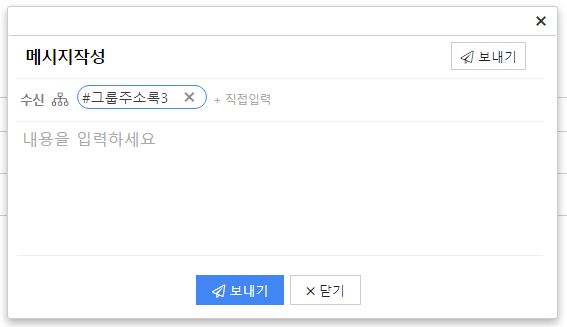 메시지작성
보내기
수신 #그룹주소록3 × + 직접입력
내용을 입력하세요
보내기 × 닫기